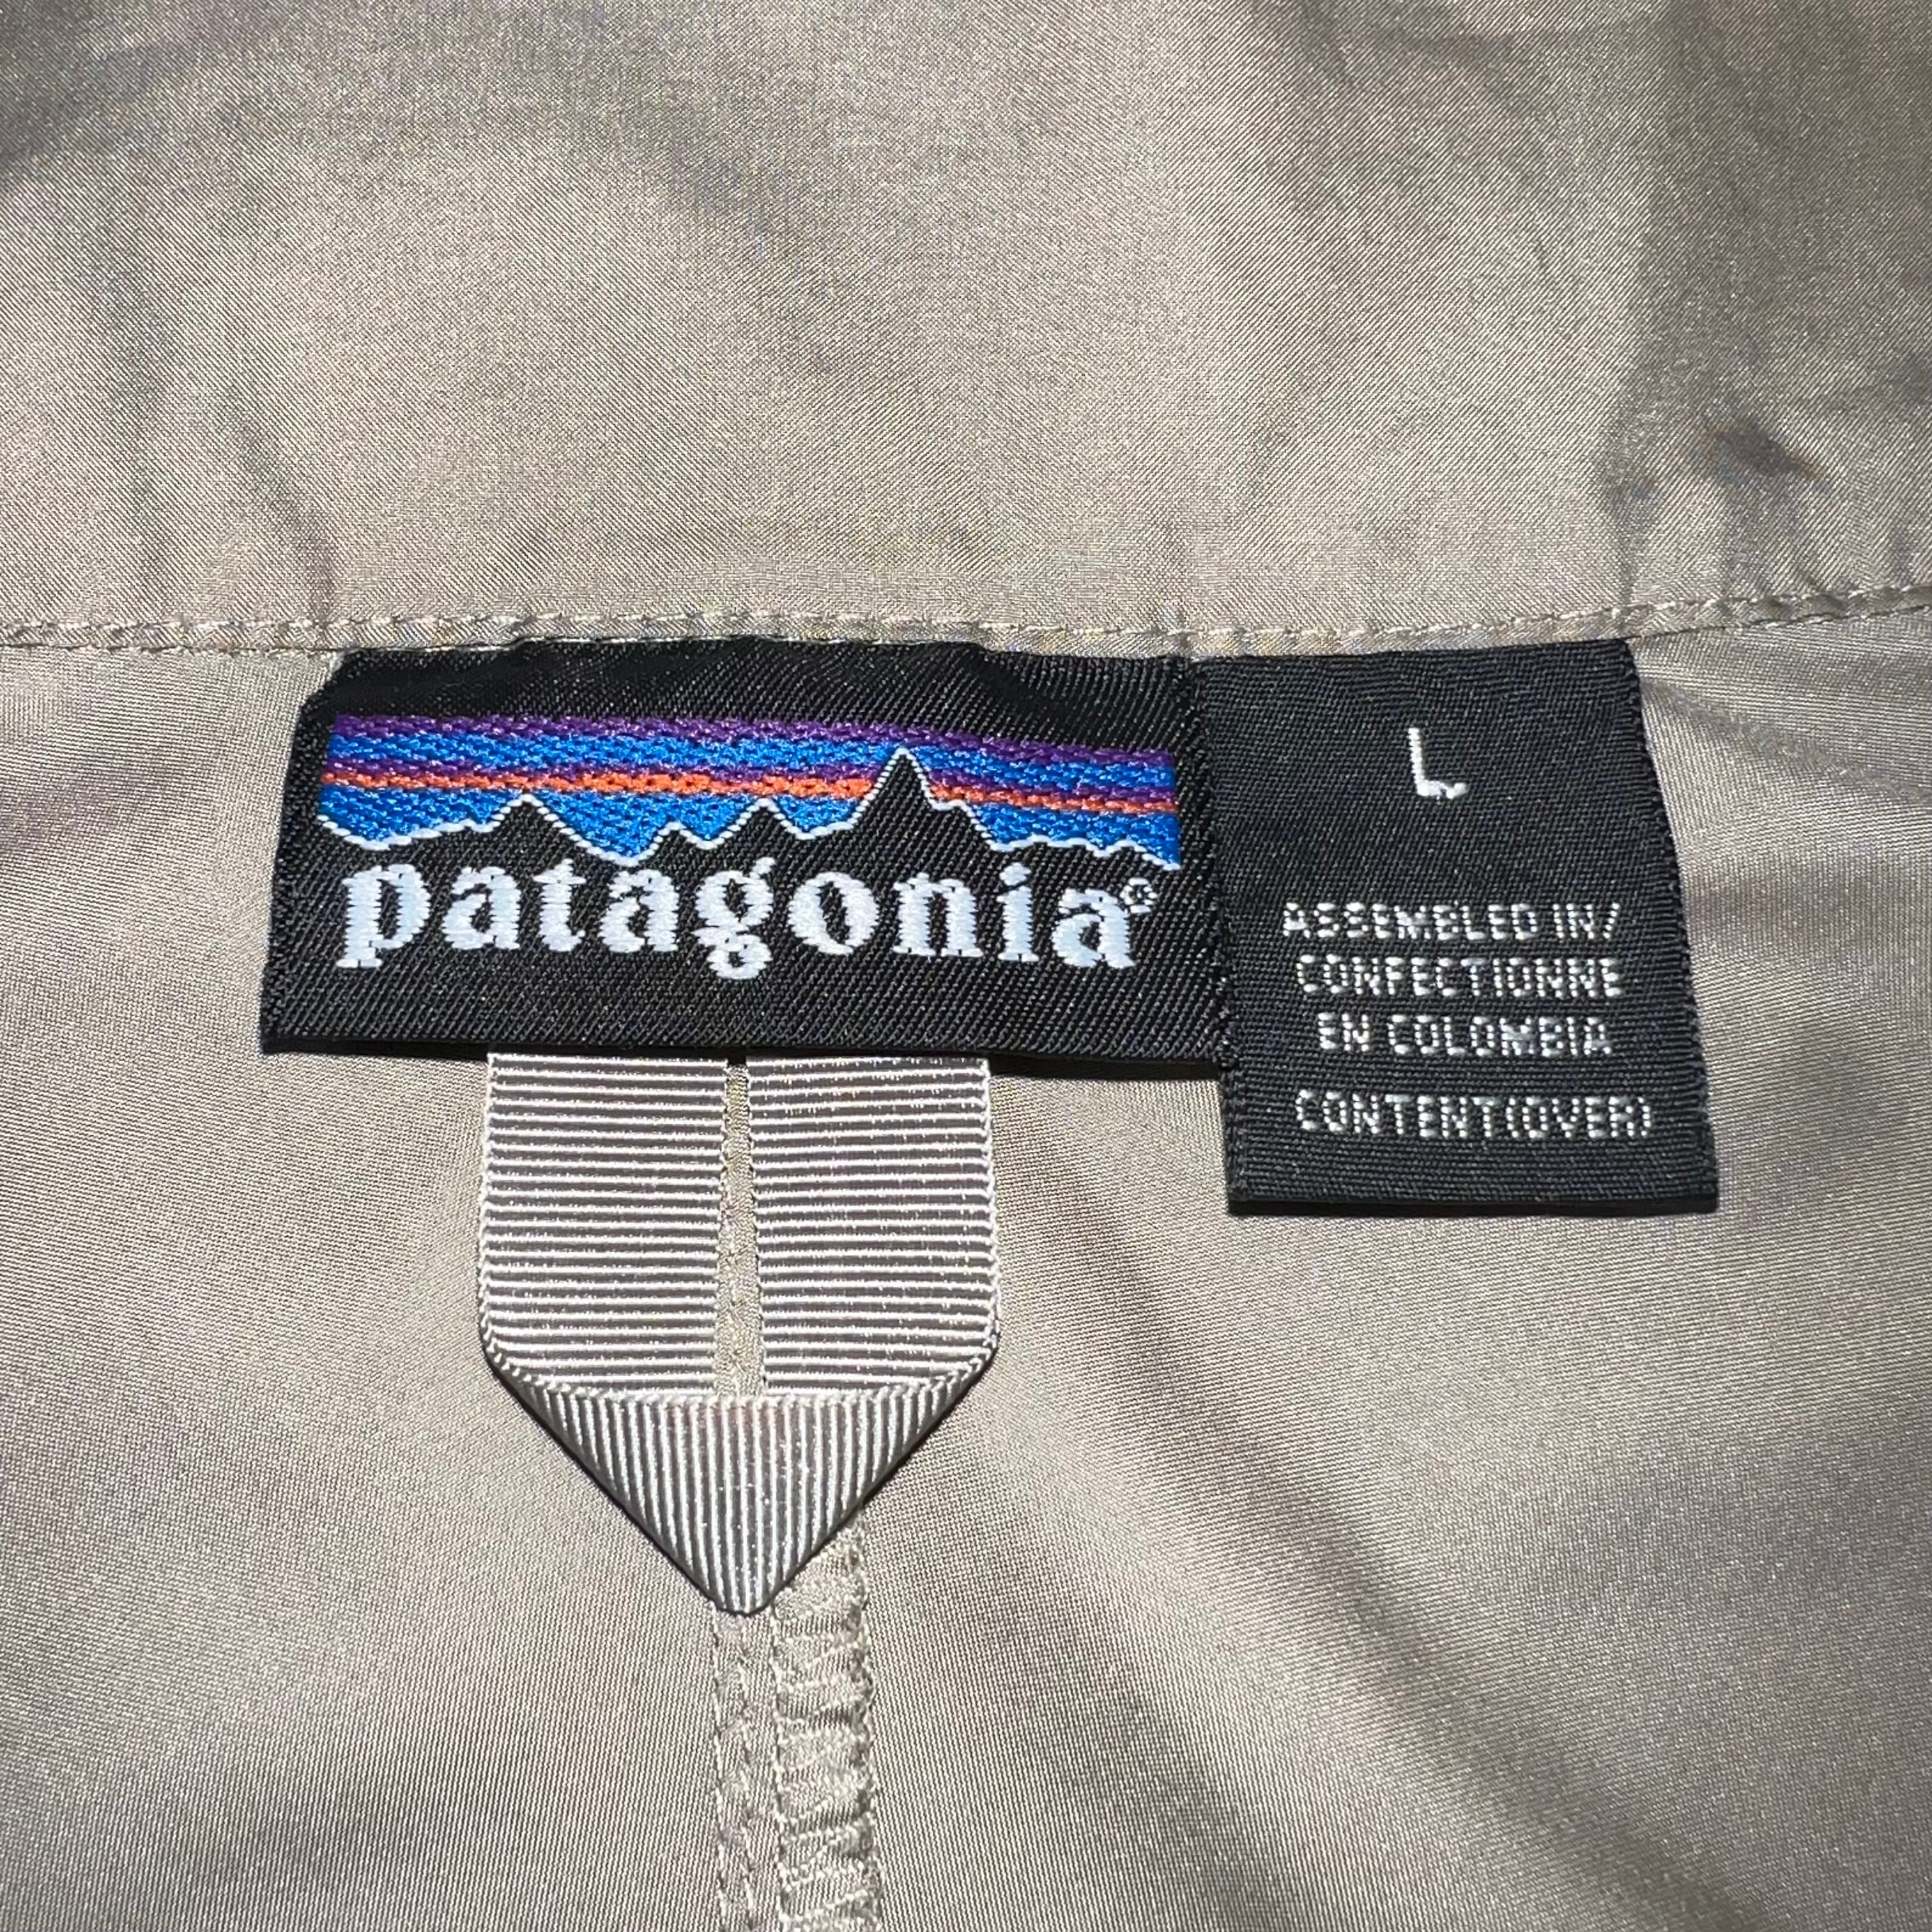 patagonia®
L
ASSEMBLED IN/
CONFECTIONNE
EN COLOMBIA
CONTENT(OVER)